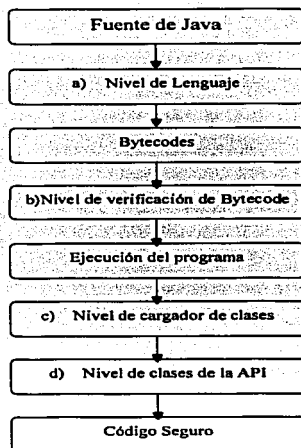 Fuente de Java
a) Nivel de Lenguaje
Bytecodes
b)Nivel de verificación de Bytecode
Ejecución del programa
c) Nivel de cargador de clases
d) Nivel de clases de la API
Código Seguro